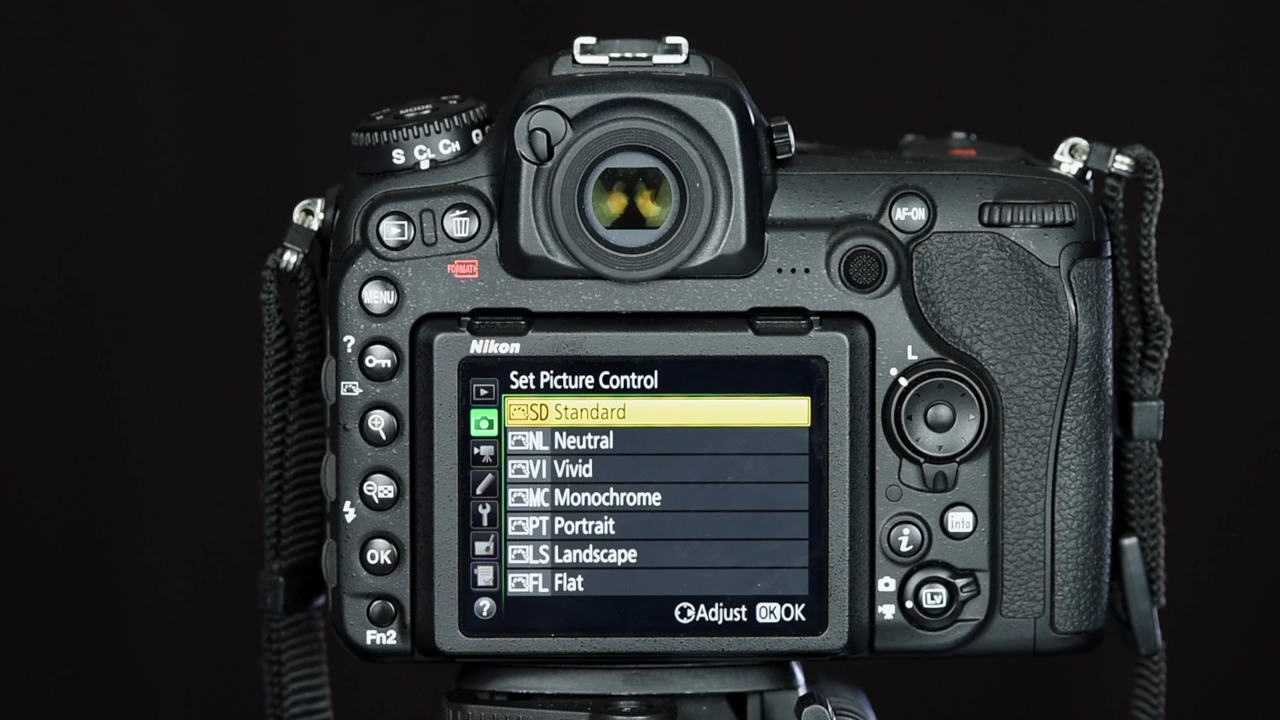 MODE
S CL CH Q
AF-ON
FORMAT
MENU
?
L
Nikon
Set Picture Control
SD Standard
NL Neutral
VI Vivid
MC Monochrome
PT Portrait
LS Landscape
FL Flat
? Adjust OK OK
info
i
OK
Lv
Fn2